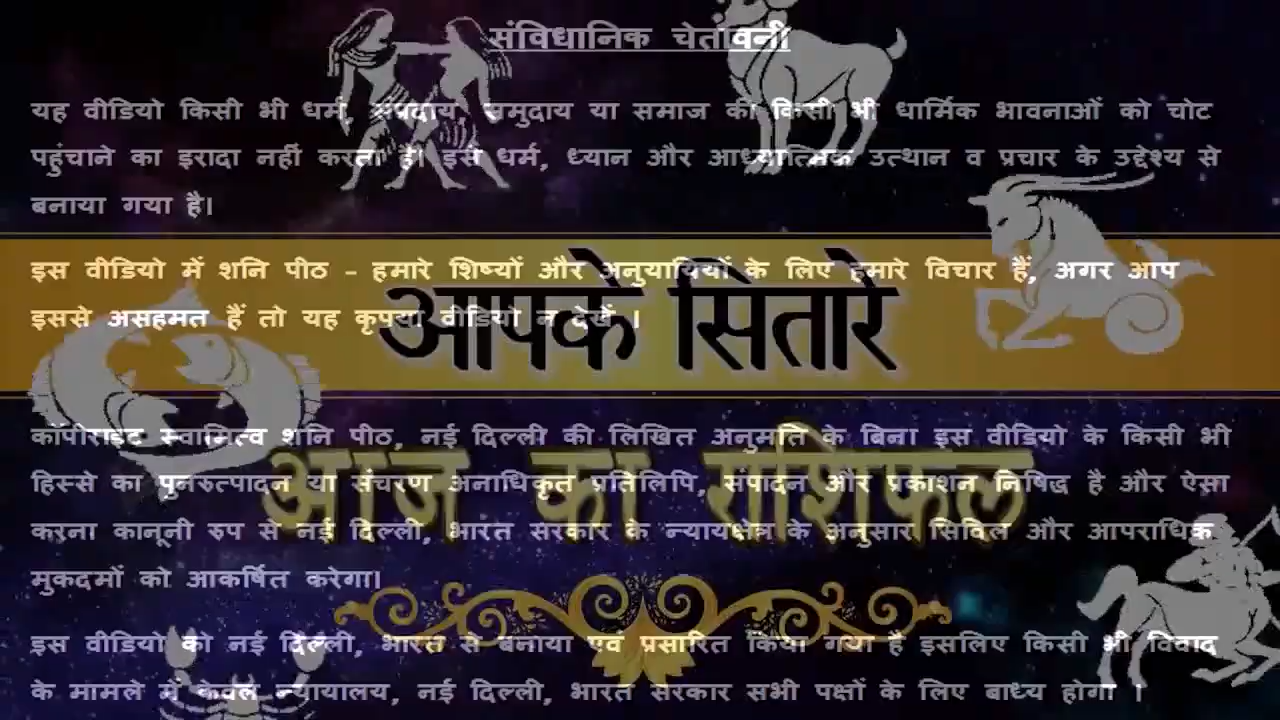 संविधानिक चेतावनी
यह वीडियो किसी भी धर्म, संप्रदाय, समुदाय या समाज की किसी भी धार्मिक भावनाओं को चोट
पहुंचाने का इरादा नहीं करता है। इसे धर्म, ध्यान और आध्यात्मिक उत्थान व प्रचार के उद्देश्य से
बनाया गया है।
इस वीडियो में शनि पीठ - हमारे शिष्यों और अनुयायियों के लिए हमारे विचार हैं, अगर आप
इससे असहमत हैं तो यह कृपया वीडियो न देखें ।
आपके सितारे
कॉपीराइट स्वामित्व शनि पीठ, नई दिल्ली की लिखित अनुमति के बिना इस वीडियो के किसी भी
आज का राशिफल
हिस्से का पुनरुत्पादन या संचरण अनाधिकृत प्रतिलिपि, संपादन और प्रकाशन निषिद्ध है और ऐसा
करना कानूनी रुप से नई दिल्ली, भारत सरकार के न्यायक्षेत्र के अनुसार सिविल और आपराधिक
मुकदमों को आकर्षित करेगा।
इस वीडियो को नई दिल्ली, भारत से बनाया एवं प्रसारित किया गया है इसलिए किसी भी विवाद
के मामले में केवल न्यायालय, नई दिल्ली, भारत सरकार सभी पक्षों के लिए बाध्य होगा ।